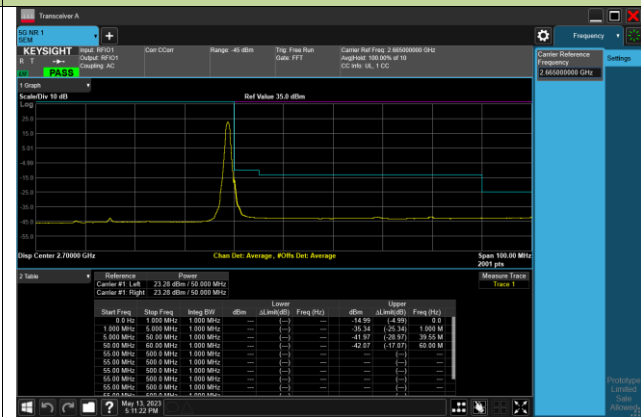 Transceiver A
5G NR 1
SEM
Frequency
KEYSIGHT
R T
LM
PASS
Input: RFIO1
Output: RFIO1
Coupling: AC
Corr CCorr
Range: -45 dBm
Trig: Free Run
Gate: FFT
Carrier Ref Freq: 2.665000000 GHz
Avg|Hold: 100.00% of 10
CC Info: UL, 1 CC
Carrier Reference
Frequency
2.665000000 GHz
Settings
1 Graph
Scale/Div 10 dB
Ref Value 35.0 dBm
Log
25.0
15.0
5.01
-4.99
-15.0
-25.0
-35.0
-45.0
-55.0
Disp Center 2.70000 GHz
Chan Det: Average , #Offs Det: Average
Span 100.00 MHz
2001 pts
2 Table
Reference Power
Carrier #1: Left 23.28 dBm / 50.000 MHz
Carrier #1: Right 23.28 dBm / 50.000 MHz
Measure Trace
Trace 1
Lower Upper
Start Freq Stop Freq Integ BW dBm ΔLimit(dB) Freq (Hz) dBm ΔLimit(dB) Freq (Hz)
0.0 Hz 1.000 MHz 1.000 MHz --- (---) --- -14.99 (-4.99) 0.0
1.000 MHz 5.000 MHz 1.000 MHz --- (---) --- -35.34 (-25.34) 1.000 M
5.000 MHz 50.00 MHz 1.000 MHz --- (---) --- -41.97 (-28.97) 39.55 M
50.00 MHz 60.00 MHz 1.000 MHz --- (---) --- -42.07 (-17.07) 60.00 M
55.00 MHz 500.0 MHz 1.000 MHz --- (---) --- --- (---) ---
55.00 MHz 500.0 MHz 1.000 MHz --- (---) --- --- (---) ---
55.00 MHz 500.0 MHz 1.000 MHz --- (---) --- --- (---) ---
55.00 MHz 500.0 MHz 1.000 MHz --- (---) --- --- (---) ---
55.00 MHz 500.0 MHz 1.000 MHz --- (---) --- --- (---) ---
May 13, 2023
5:11:22 PM
Prototype
Limited
Sale
Allowed